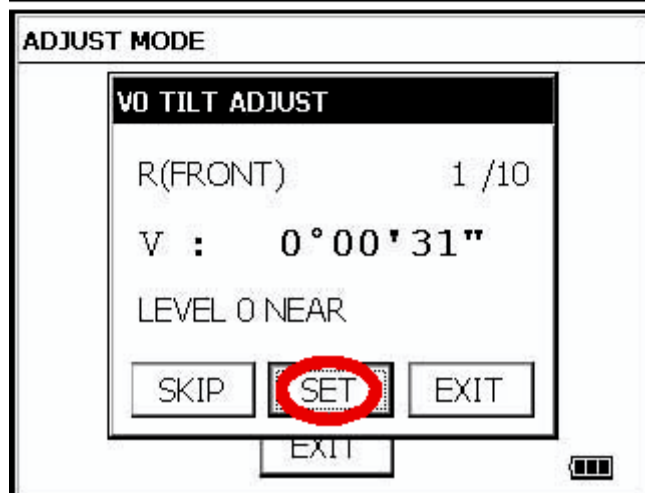 ADJUST MODE
V0 TILT ADJUST
R(FRONT) 1 /10
V : 0°00'31"
LEVEL 0 NEAR
SKIP SET EXIT
EXIT